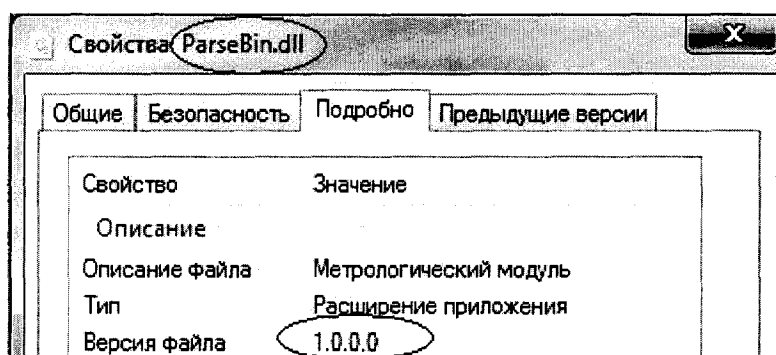 Свойства ParseBin.dll
Общие Безопасность Подробно Предыдущие версии
Свойство Значение
Описание
Описание файла Метрологический модуль
Тип Расширение приложения
Версия файла 1.0.0.0